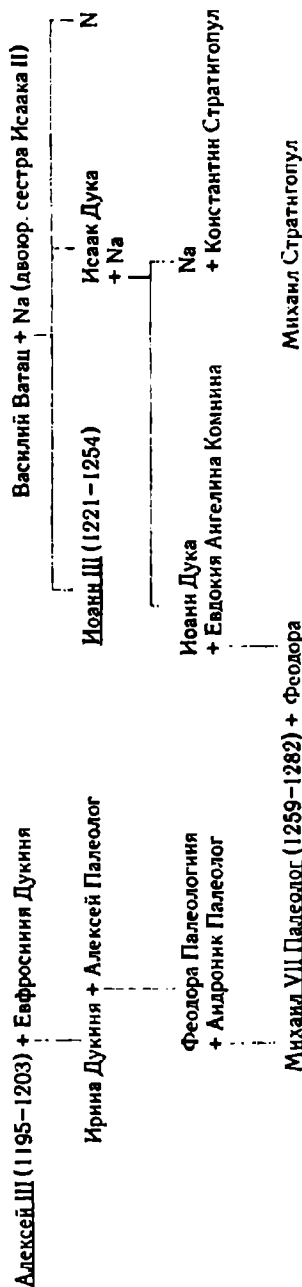 Василий Ватац + Na (двоюр. сестра Исаака II)
Алексей III (1195–1203) + Евфросиния Дукиня
Иоанн III (1221–1254)
Исаак Дука
+ Na
N
Ирина Дукиня + Алексей Палеолог
Феодора Палеологиня
+ Андроник Палеолог
Иоанн Дука
+ Евдокия Ангелина Комнина
Na
+ Константин Стратигопул
Михаил VII Палеолог (1259–1282) + Феодора
Михаил Стратигопул